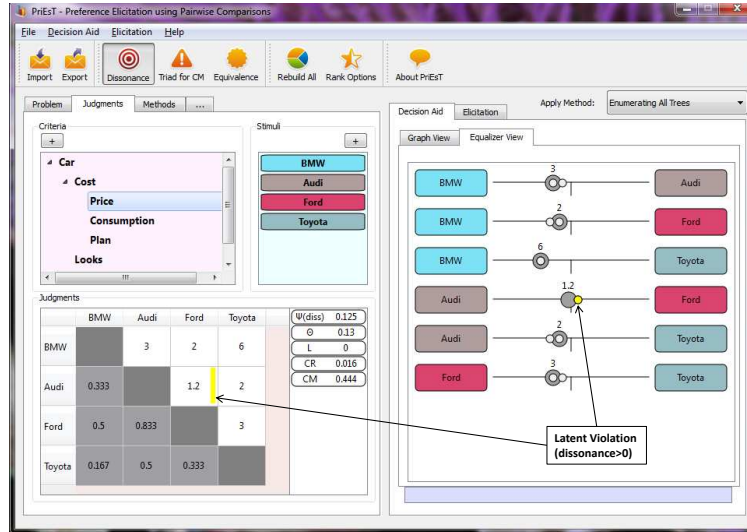 PriEsT - Preference Elicitation using Pairwise Comparisons
File Decision Aid Elicitation Help
Import Export Dissonance Triad for CM Equivalence Rebuild All Rank Options About PriEsT
Problem Judgments Methods ...
Criteria
+
Car
Cost
Price
Consumption
Plan
Looks
Stimuli
+
BMW
Audi
Ford
Toyota
Judgments
BMW Audi Ford Toyota
BMW 3 2 6
Audi 0.333 1.2 2
Ford 0.5 0.833 3
Toyota 0.167 0.5 0.333
Ψ(diss) 0.125
Θ 0.13
L 0
CR 0.016
CM 0.444
Decision Aid Elicitation
Apply Method: Enumerating All Trees
Graph View Equalizer View
BMW 3 Audi
BMW 2 Ford
BMW 6 Toyota
Audi 1.2 Ford
Audi 2 Toyota
Ford 3 Toyota
Latent Violation
(dissonance>0)